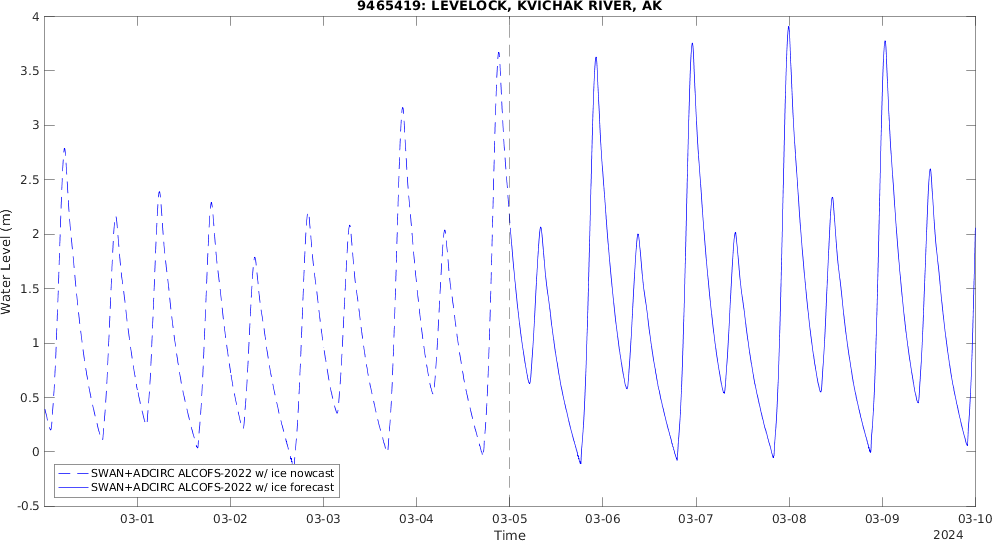 9465419: LEVELOCK, KVICHAK RIVER, AK
4
3.5
3
2.5
2
1.5
1
0.5
0
-0.5
Water Level (m)
SWAN+ADCIRC ALCOFS-2022 w/ ice nowcast
SWAN+ADCIRC ALCOFS-2022 w/ ice forecast
03-01 03-02 03-03 03-04 03-05 03-06 03-07 03-08 03-09 03-10
Time
2024